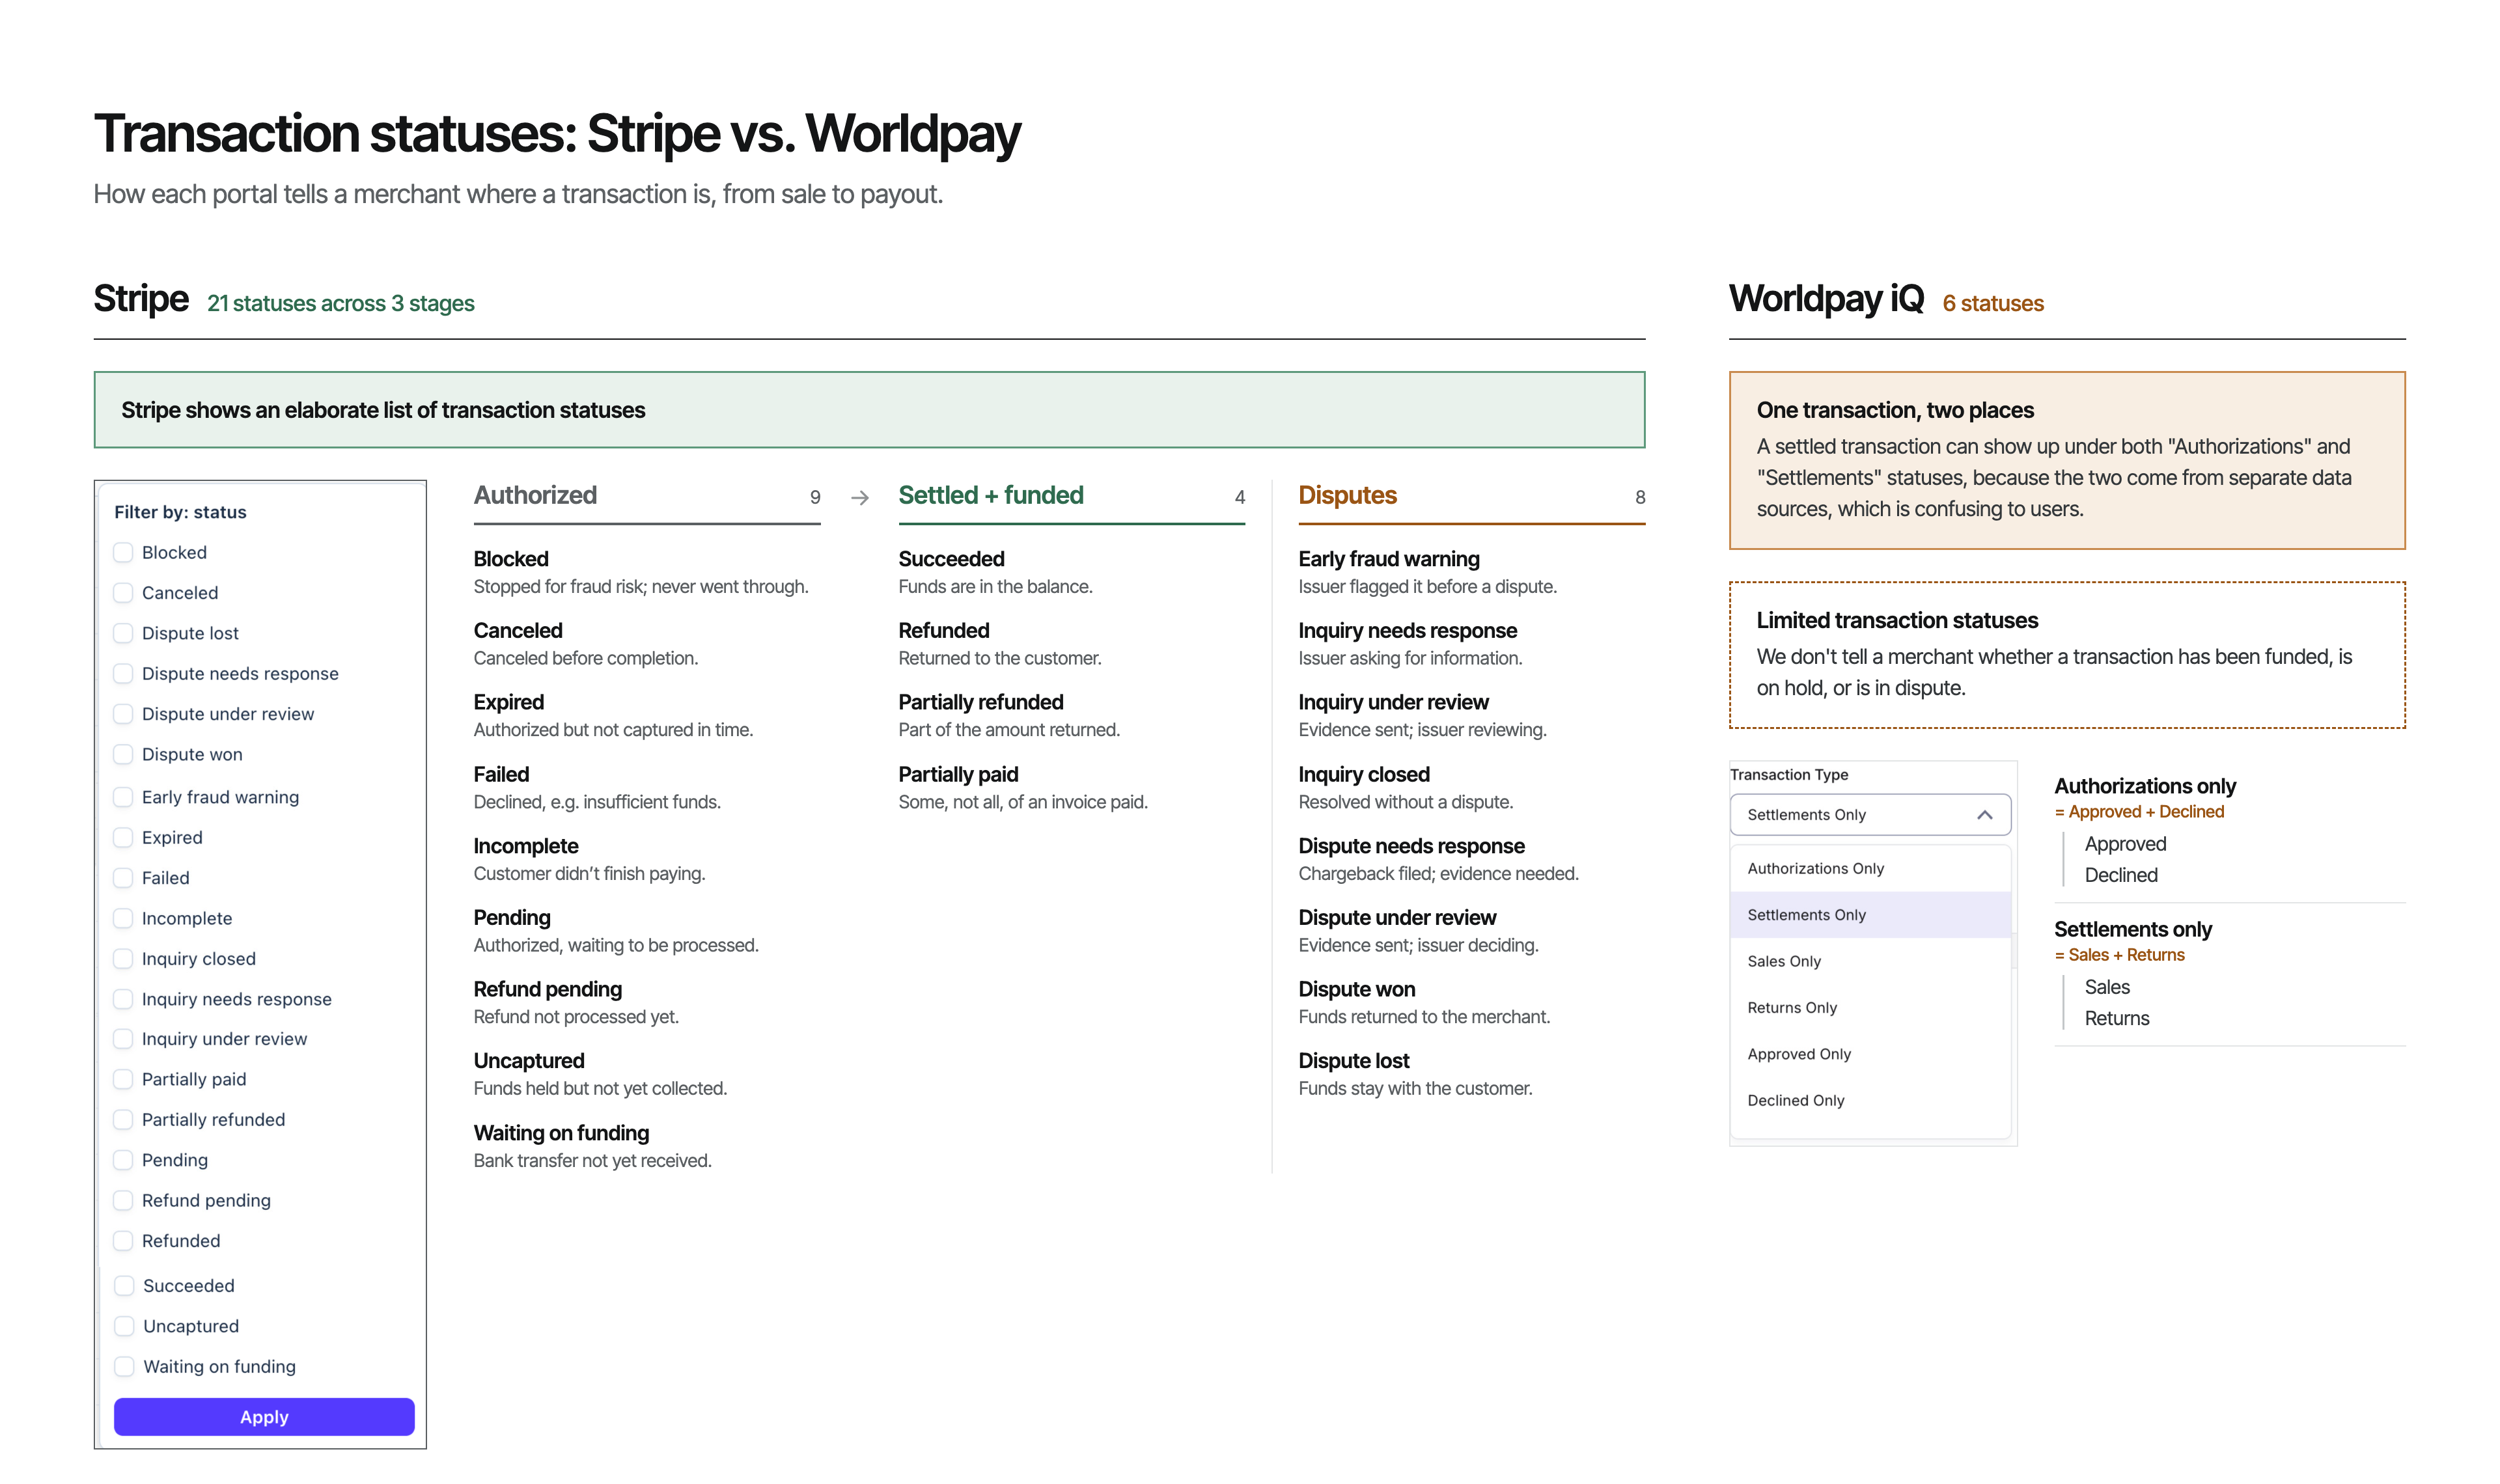 Transaction statuses: Stripe vs. Worldpay
How each portal tells a merchant where a transaction is, from sale to payout.
Stripe 21 statuses across 3 stages
Stripe shows an elaborate list of transaction statuses
Filter by: status
Blocked
Canceled
Dispute lost
Dispute needs response
Dispute under review
Dispute won
Early fraud warning
Expired
Failed
Incomplete
Inquiry closed
Inquiry needs response
Inquiry under review
Partially paid
Partially refunded
Pending
Refund pending
Refunded
Succeeded
Uncaptured
Waiting on funding
Apply
Authorized 9 →
Blocked
Stopped for fraud risk; never went through.
Canceled
Canceled before completion.
Expired
Authorized but not captured in time.
Failed
Declined, e.g. insufficient funds.
Incomplete
Customer didn’t finish paying.
Pending
Authorized, waiting to be processed.
Refund pending
Refund not processed yet.
Uncaptured
Funds held but not yet collected.
Waiting on funding
Bank transfer not yet received.
Settled + funded 4
Succeeded
Funds are in the balance.
Refunded
Returned to the customer.
Partially refunded
Part of the amount returned.
Partially paid
Some, not all, of an invoice paid.
Disputes 8
Early fraud warning
Issuer flagged it before a dispute.
Inquiry needs response
Issuer asking for information.
Inquiry under review
Evidence sent; issuer reviewing.
Inquiry closed
Resolved without a dispute.
Dispute needs response
Chargeback filed; evidence needed.
Dispute under review
Evidence sent; issuer deciding.
Dispute won
Funds returned to the merchant.
Dispute lost
Funds stay with the customer.
Worldpay iQ 6 statuses
One transaction, two places
A settled transaction can show up under both "Authorizations" and
"Settlements" statuses, because the two come from separate data
sources, which is confusing to users.
Limited transaction statuses
We don't tell a merchant whether a transaction has been funded, is
on hold, or is in dispute.
Transaction Type
Settlements Only
Authorizations Only
Settlements Only
Sales Only
Returns Only
Approved Only
Declined Only
Authorizations only
= Approved + Declined
Approved
Declined
Settlements only
= Sales + Returns
Sales
Returns